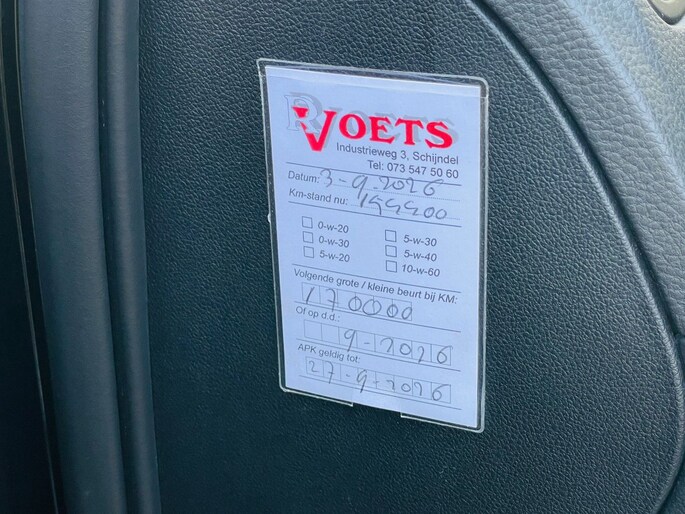 R VOETS
Industrieweg 3, Schijndel
Tel: 073 547 50 60
Datum: 3-9-2026
Km-stand nu:
0-w-20
0-w-30
5-w-20
5-w-30
5-w-40
10-w-60
Volgende grote / kleine beurt bij KM:
170000
Of op d.d.:
9-2026
APK geldig tot:
27-9-2026